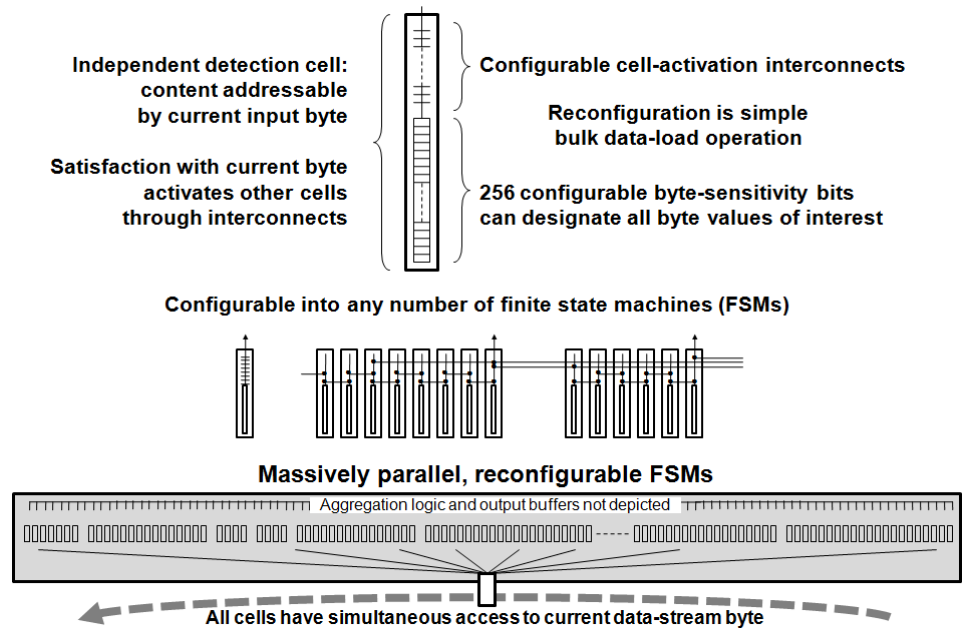 Independent detection cell:
content addressable
by current input byte
Satisfaction with current byte
activates other cells
through interconnects
Configurable cell-activation interconnects
Reconfiguration is simple
bulk data-load operation
256 configurable byte-sensitivity bits
can designate all byte values of interest
Configurable into any number of finite state machines (FSMs)
Massively parallel, reconfigurable FSMs
Aggregation logic and output buffers not depicted
All cells have simultaneous access to current data-stream byte